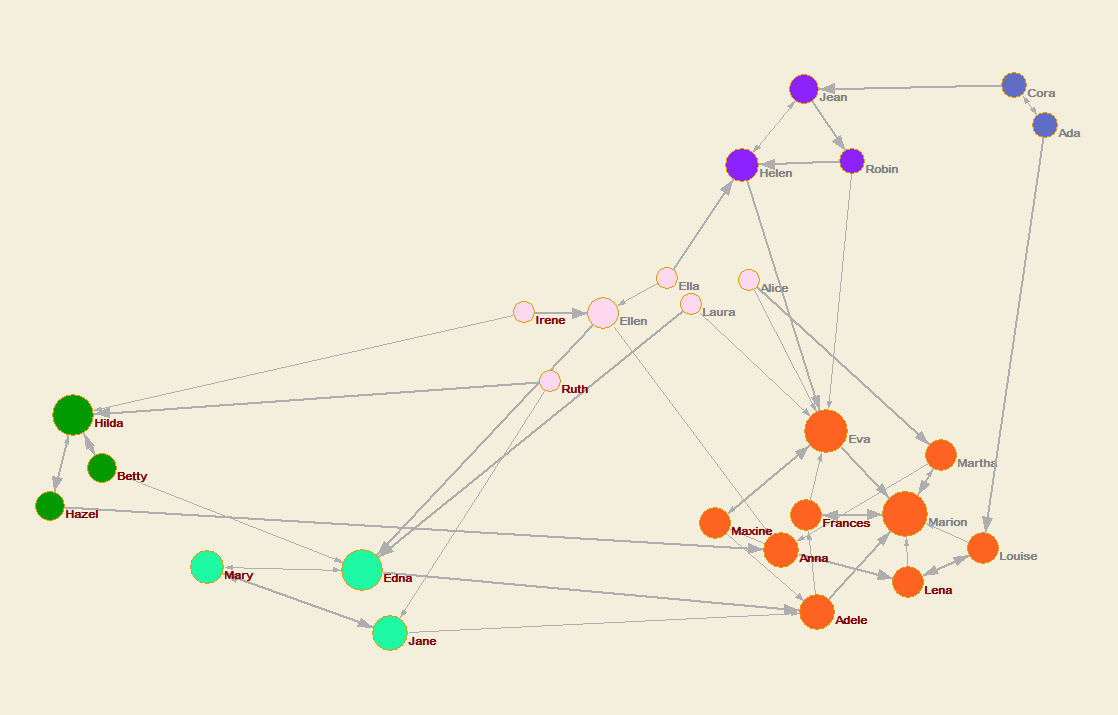 Cora
Jean
Ada
Robin
Helen
Ella
Alice
Laura
Irene
Ellen
Ruth
Hilda
Eva
Martha
Betty
Hazel
Marion
Frances
Maxine
Louise
Anna
Mary
Edna
Lena
Adele
Jane